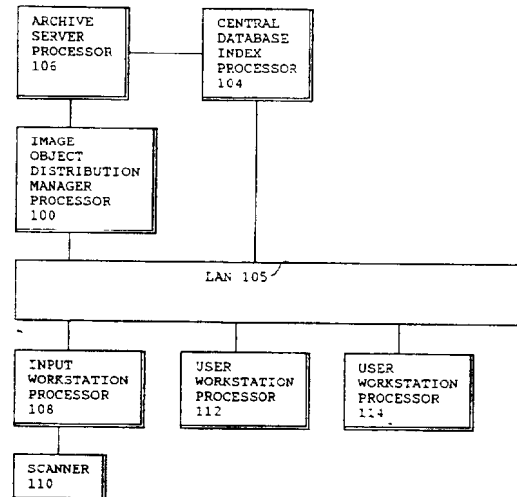 ARCHIVE
SERVER
PROCESSOR
106
CENTRAL
DATABASE
INDEX
PROCESSOR
104
IMAGE
OBJECT
DISTRIBUTION
MANAGER
PROCESSOR
100
LAN 105
INPUT
WORKSTATION
PROCESSOR
108
USER
WORKSTATION
PROCESSOR
112
USER
WORKSTATION
PROCESSOR
114
SCANNER
110